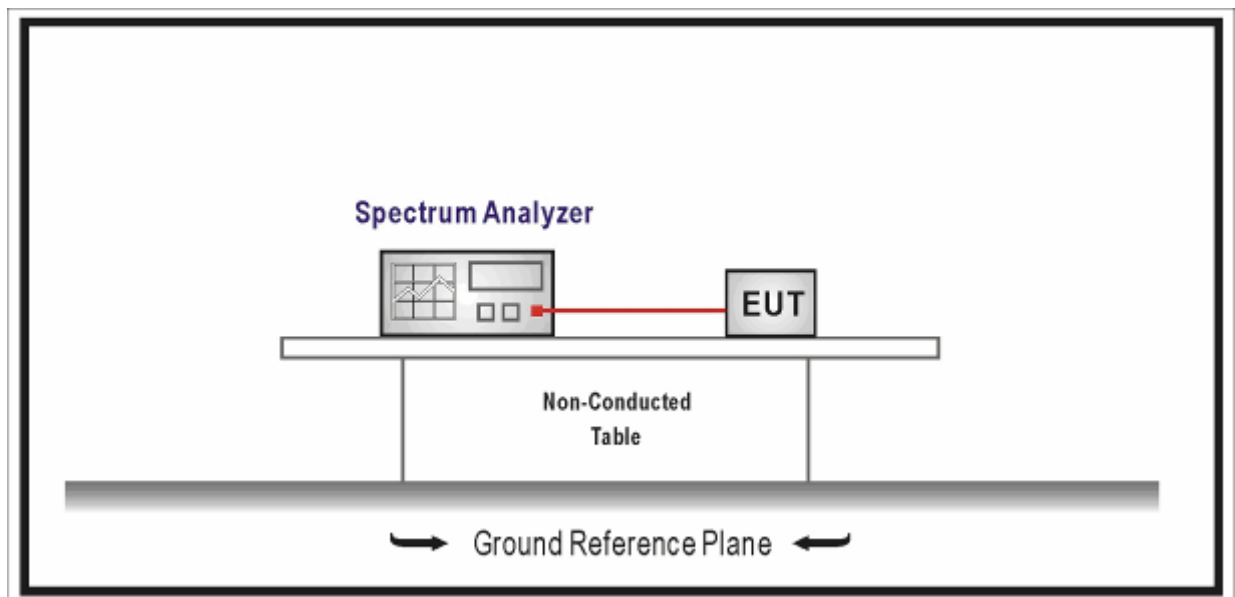 Spectrum Analyzer
EUT
Non-Conducted
Table
Ground Reference Plane